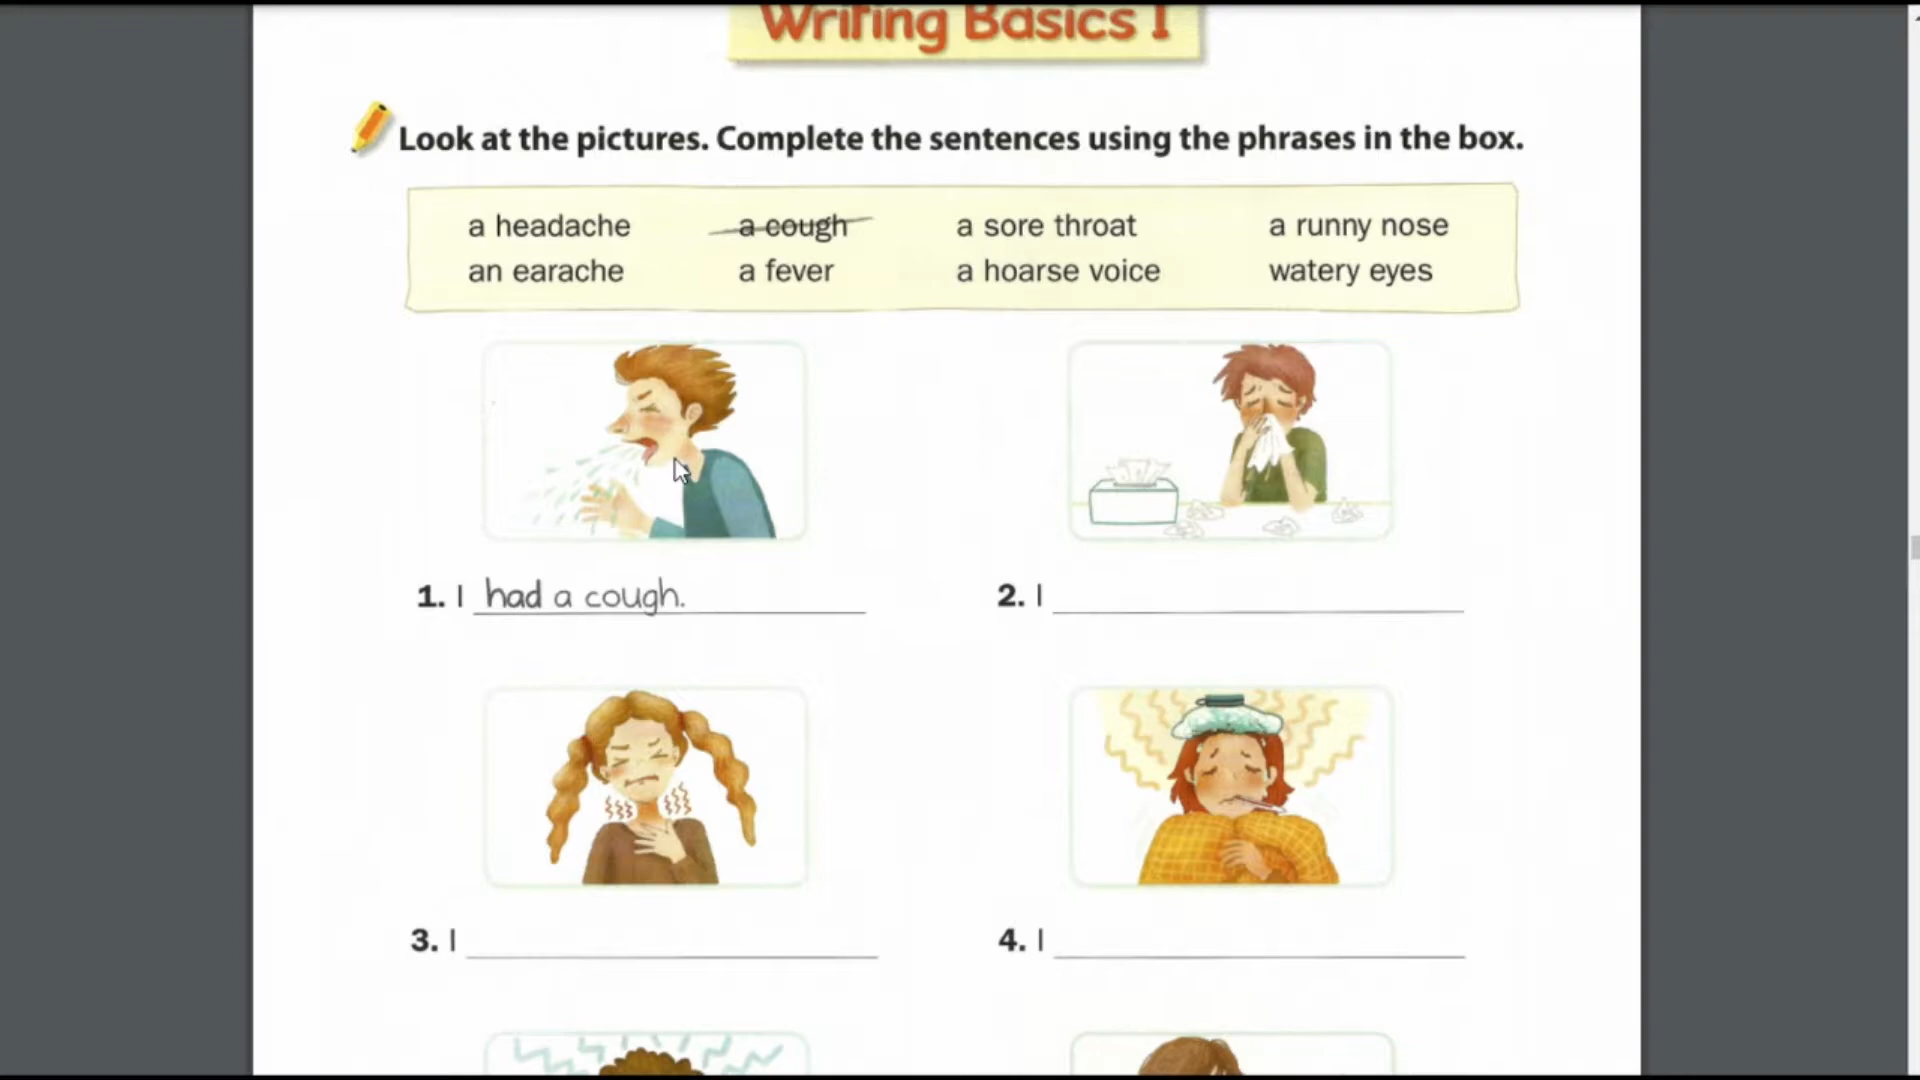 Writing Basics I
Look at the pictures. Complete the sentences using the phrases in the box.
a headache a cough a sore throat a runny nose
an earache a fever a hoarse voice watery eyes
1. I had a cough. 2. I
3. I 4. I